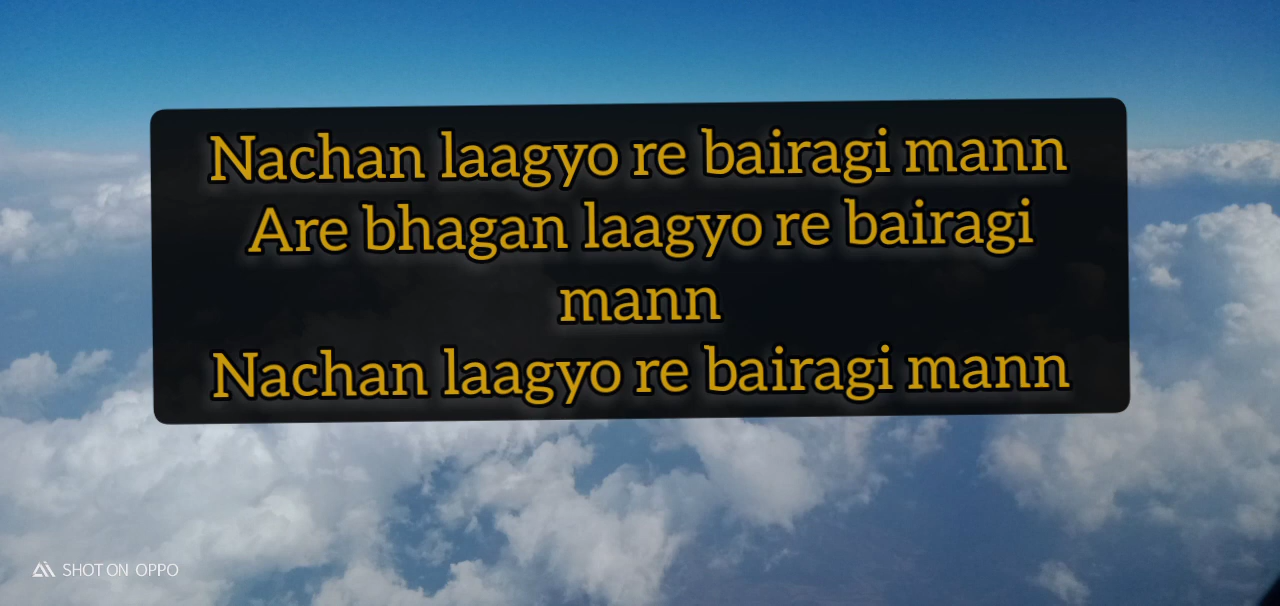 Nachan laagyo re bairagi mann
Are bhagan laagyo re bairagi
mann
Nachan laagyo re bairagi mann
SHOT ON OPPO